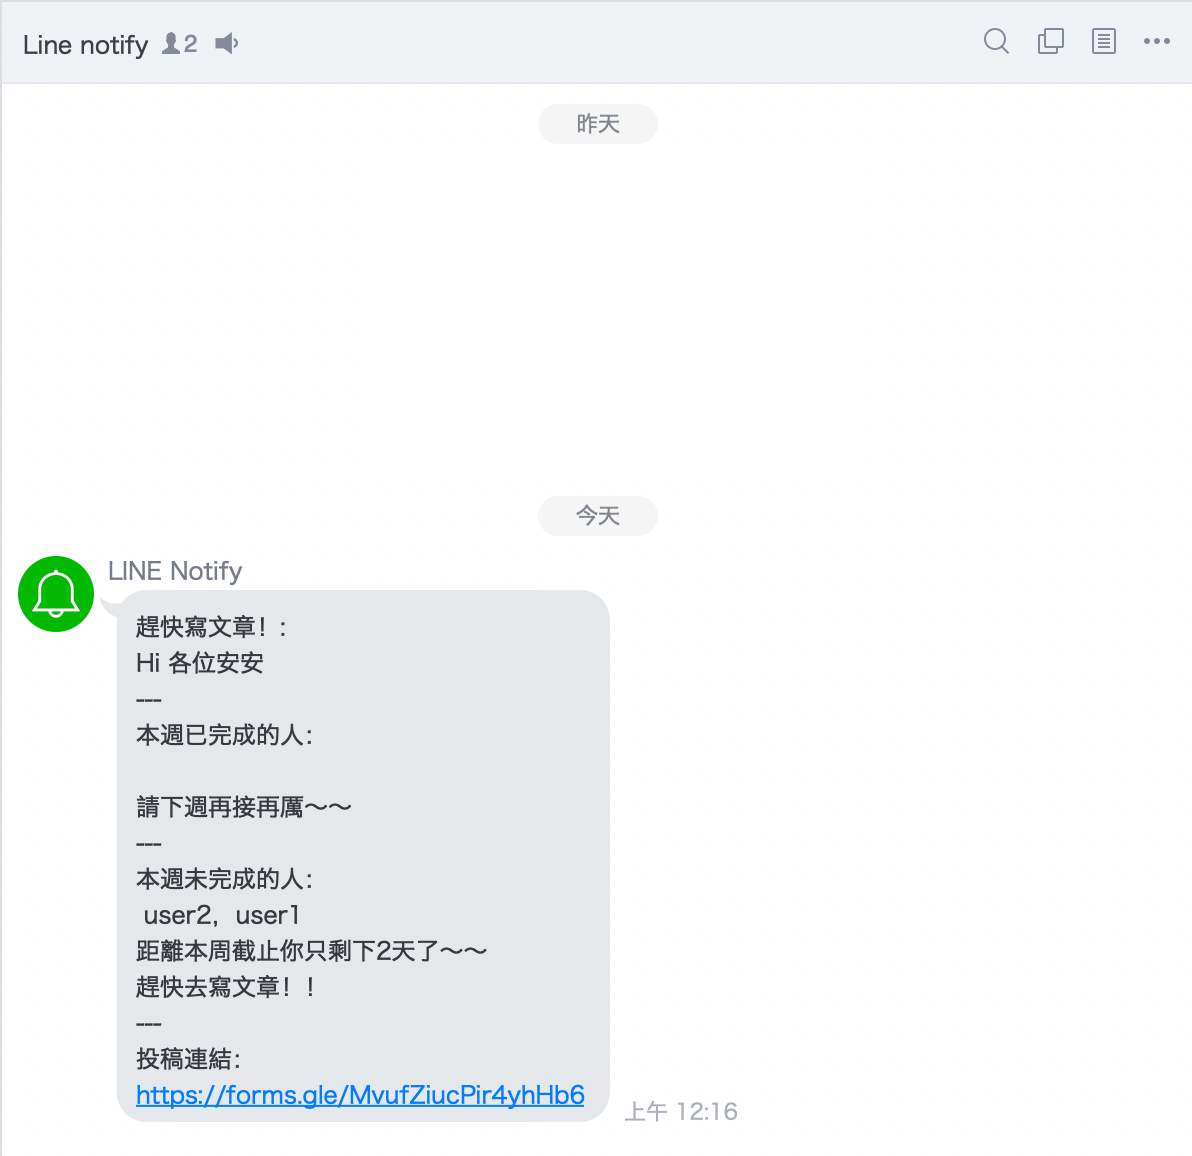 Line notify 2
昨天
今天
LINE Notify
趕快寫文章！：
Hi 各位安安
---
本週已完成的人：
請下週再接再厲～～
---
本週未完成的人：
user2，user1
距離本周截止你只剩下2天了～～
趕快去寫文章！！
---
投稿連結：
https://forms.gle/MvufZiucPir4yhHb6
上午 12:16